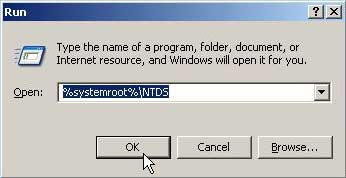 Run
Type the name of a program, folder, document, or
Internet resource, and Windows will open it for you.
Open: %systemroot%\NTDS
OK Cancel Browse...